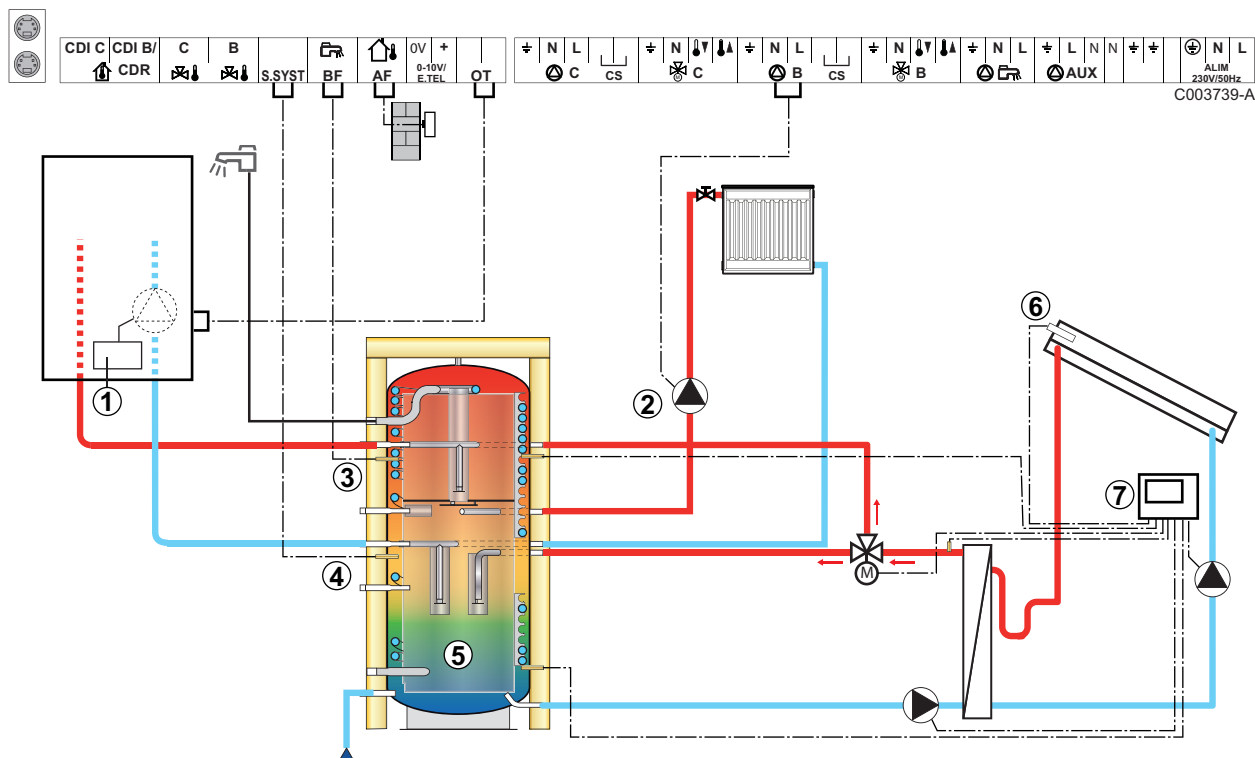 CDI C CDI B/ C B 0V + N L N N L N N L L N N N L
CDR S.SYST BF AF 0-10V/ OT C CS C B CS B AUX ALIM
E.TEL 230V/50Hz
C003739-A
1
2
3
4
5
6
7
M